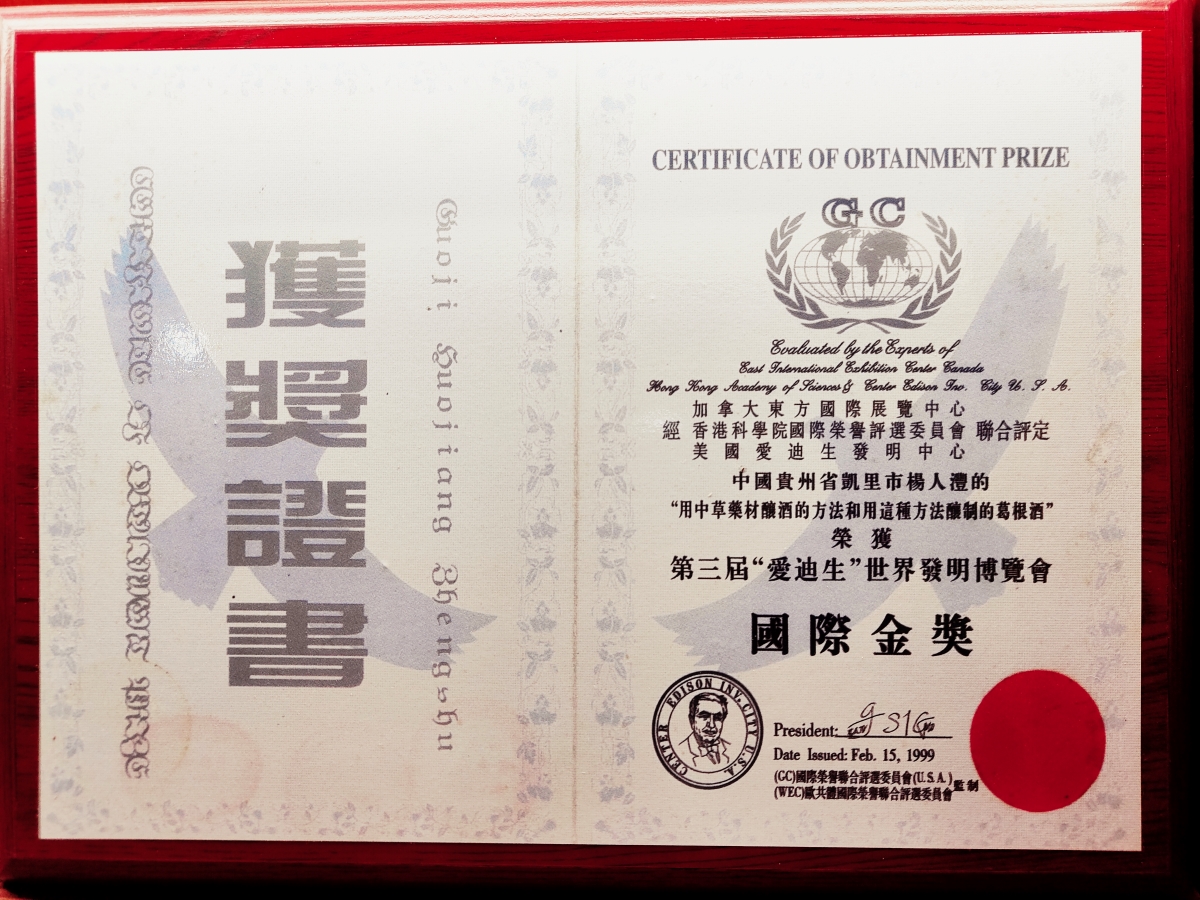 獲獎證書
Guoji Huojiang Zhengshu
CERTIFICATE OF OBTAINMENT PRIZE
GC
Evaluated by the Experts of
East International Exhibition Center Canada
Hong Kong Academy of Sciences & Center Edison Inv. City U. S. A.
加拿大東方國際展覽中心
經 香港科學院國際榮譽評選委員會 聯合評定
美國愛迪生發明中心
中國貴州省凱里市楊人澧的
“用中草藥材釀酒的方法和用這種方法釀制的葛根酒”
榮獲
第三屆“愛迪生”世界發明博覽會
國際金獎
CENTER EDISON INV. CITY U.S.A.
President:
Date Issued: Feb. 15, 1999
(GC)國際榮譽聯合評選委員會(U.S.A.)
(WEC)歐共體國際榮譽聯合評選委員會 監制